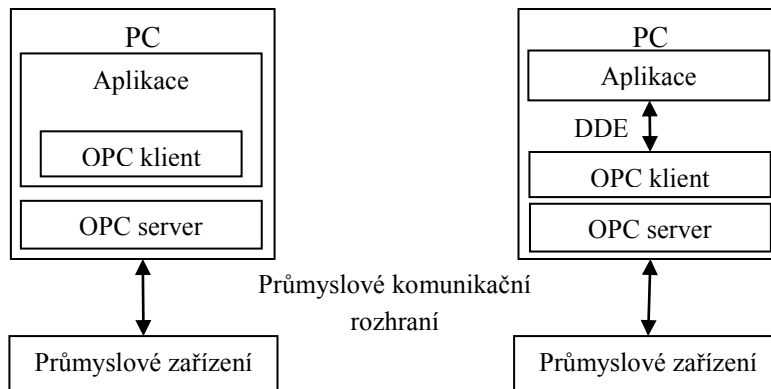 PC
Aplikace
OPC klient
OPC server
Průmyslové zařízení
Průmyslové komunikační
rozhraní
PC
Aplikace
DDE
OPC klient
OPC server
Průmyslové zařízení